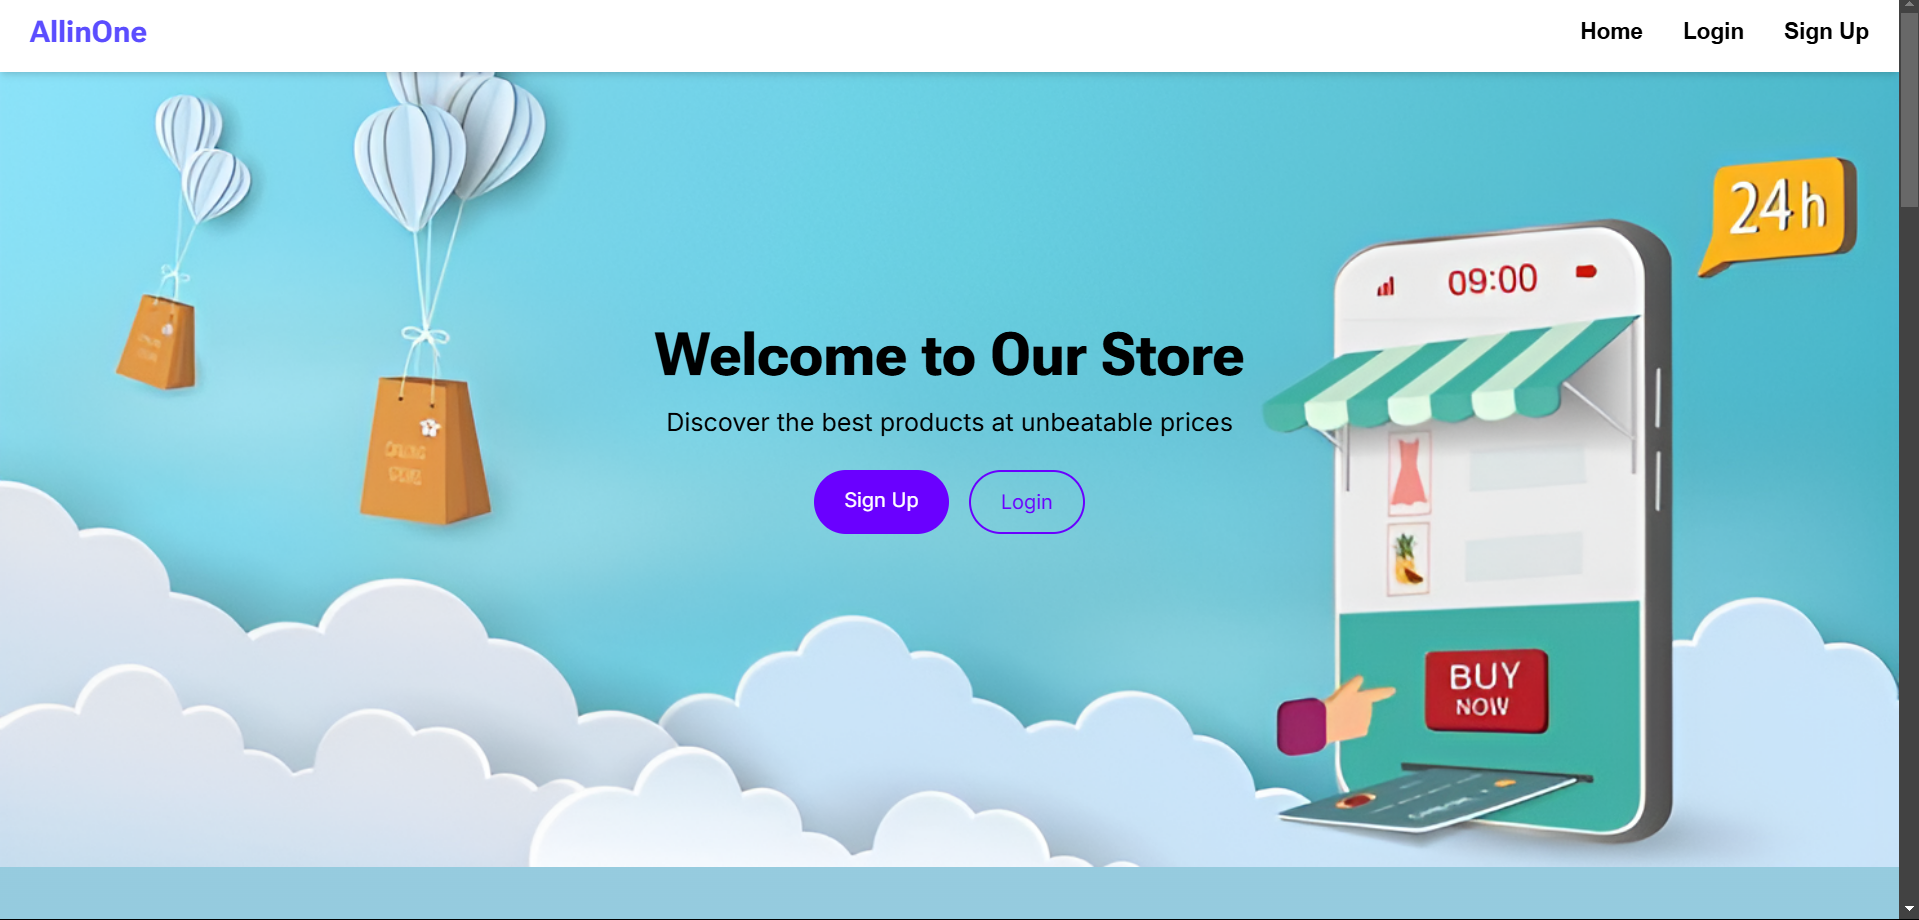 AllinOne
Home Login Sign Up
24h
09:00
Welcome to Our Store
Discover the best products at unbeatable prices
Sign Up Login
BUY
NOW